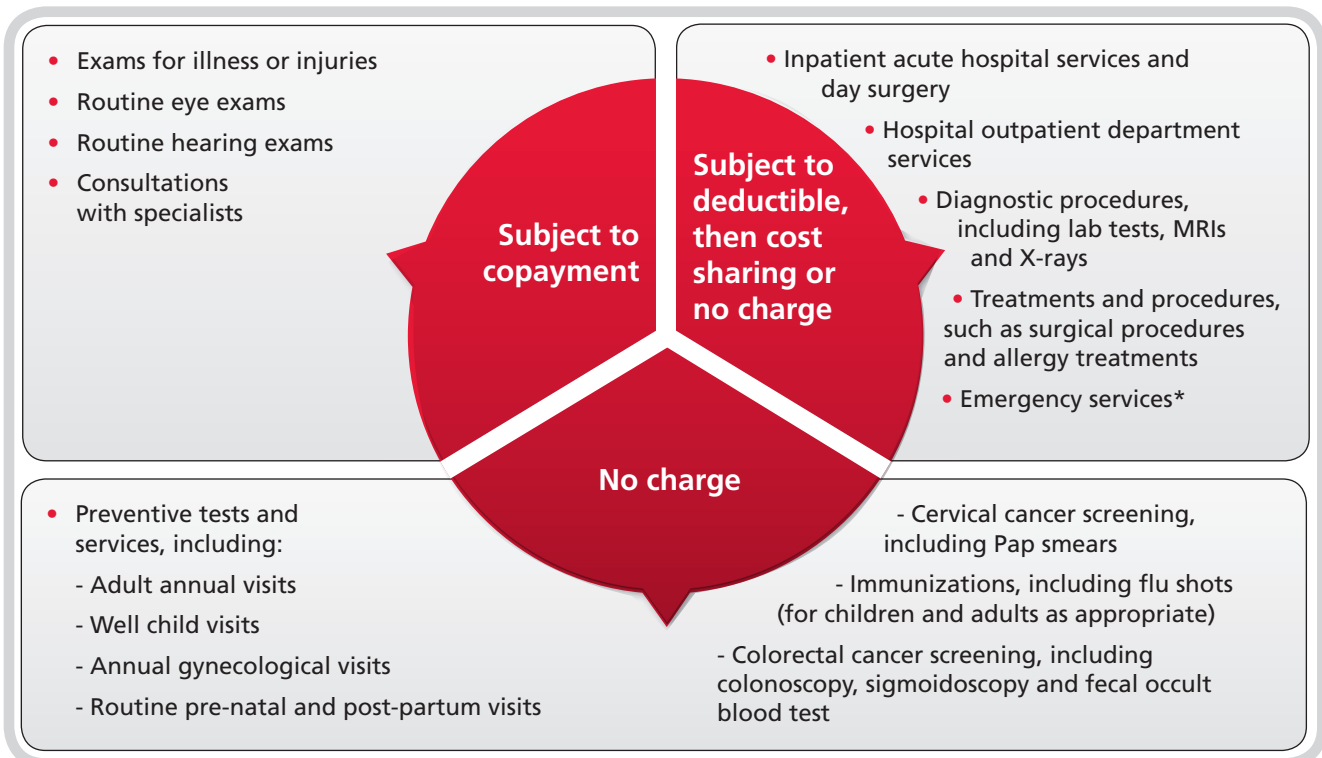 • Exams for illness or injuries
• Routine eye exams
• Routine hearing exams
• Consultations
with specialists
Subject to
copayment
Subject to
deductible,
then cost
sharing or
no charge
• Inpatient acute hospital services and
day surgery
• Hospital outpatient department
services
• Diagnostic procedures,
including lab tests, MRIs
and X-rays
• Treatments and procedures,
such as surgical procedures
and allergy treatments
• Emergency services*
No charge
• Preventive tests and
services, including:
- Adult annual visits
- Well child visits
- Annual gynecological visits
- Routine pre-natal and post-partum visits
- Cervical cancer screening,
including Pap smears
- Immunizations, including flu shots
(for children and adults as appropriate)
- Colorectal cancer screening, including
colonoscopy, sigmoidoscopy and fecal occult
blood test